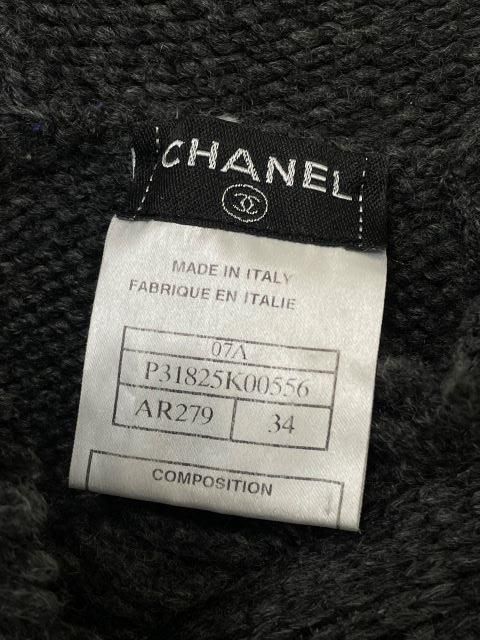 CHANEL
MADE IN ITALY
FABRIQUE EN ITALIE
07A
P31825K00556
AR279 34
COMPOSITION